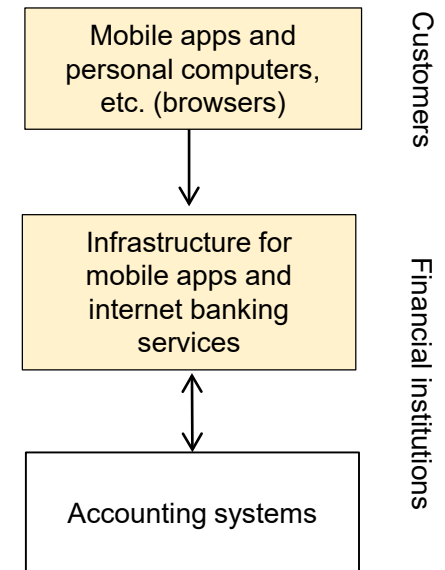 Mobile apps and
personal computers,
etc. (browsers)
Customers
Infrastructure for
mobile apps and
internet banking
services
Financial institutions
Accounting systems